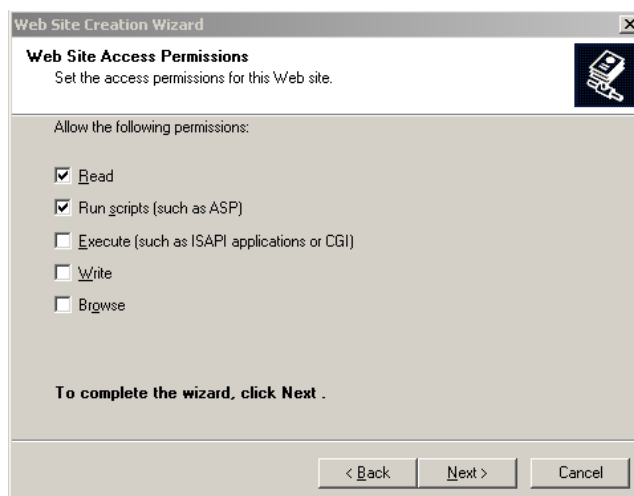 Web Site Creation Wizard
Web Site Access Permissions
Set the access permissions for this Web site.
Allow the following permissions:
Read
Run scripts (such as ASP)
Execute (such as ISAPI applications or CGI)
Write
Browse
To complete the wizard, click Next .
< Back Next > Cancel